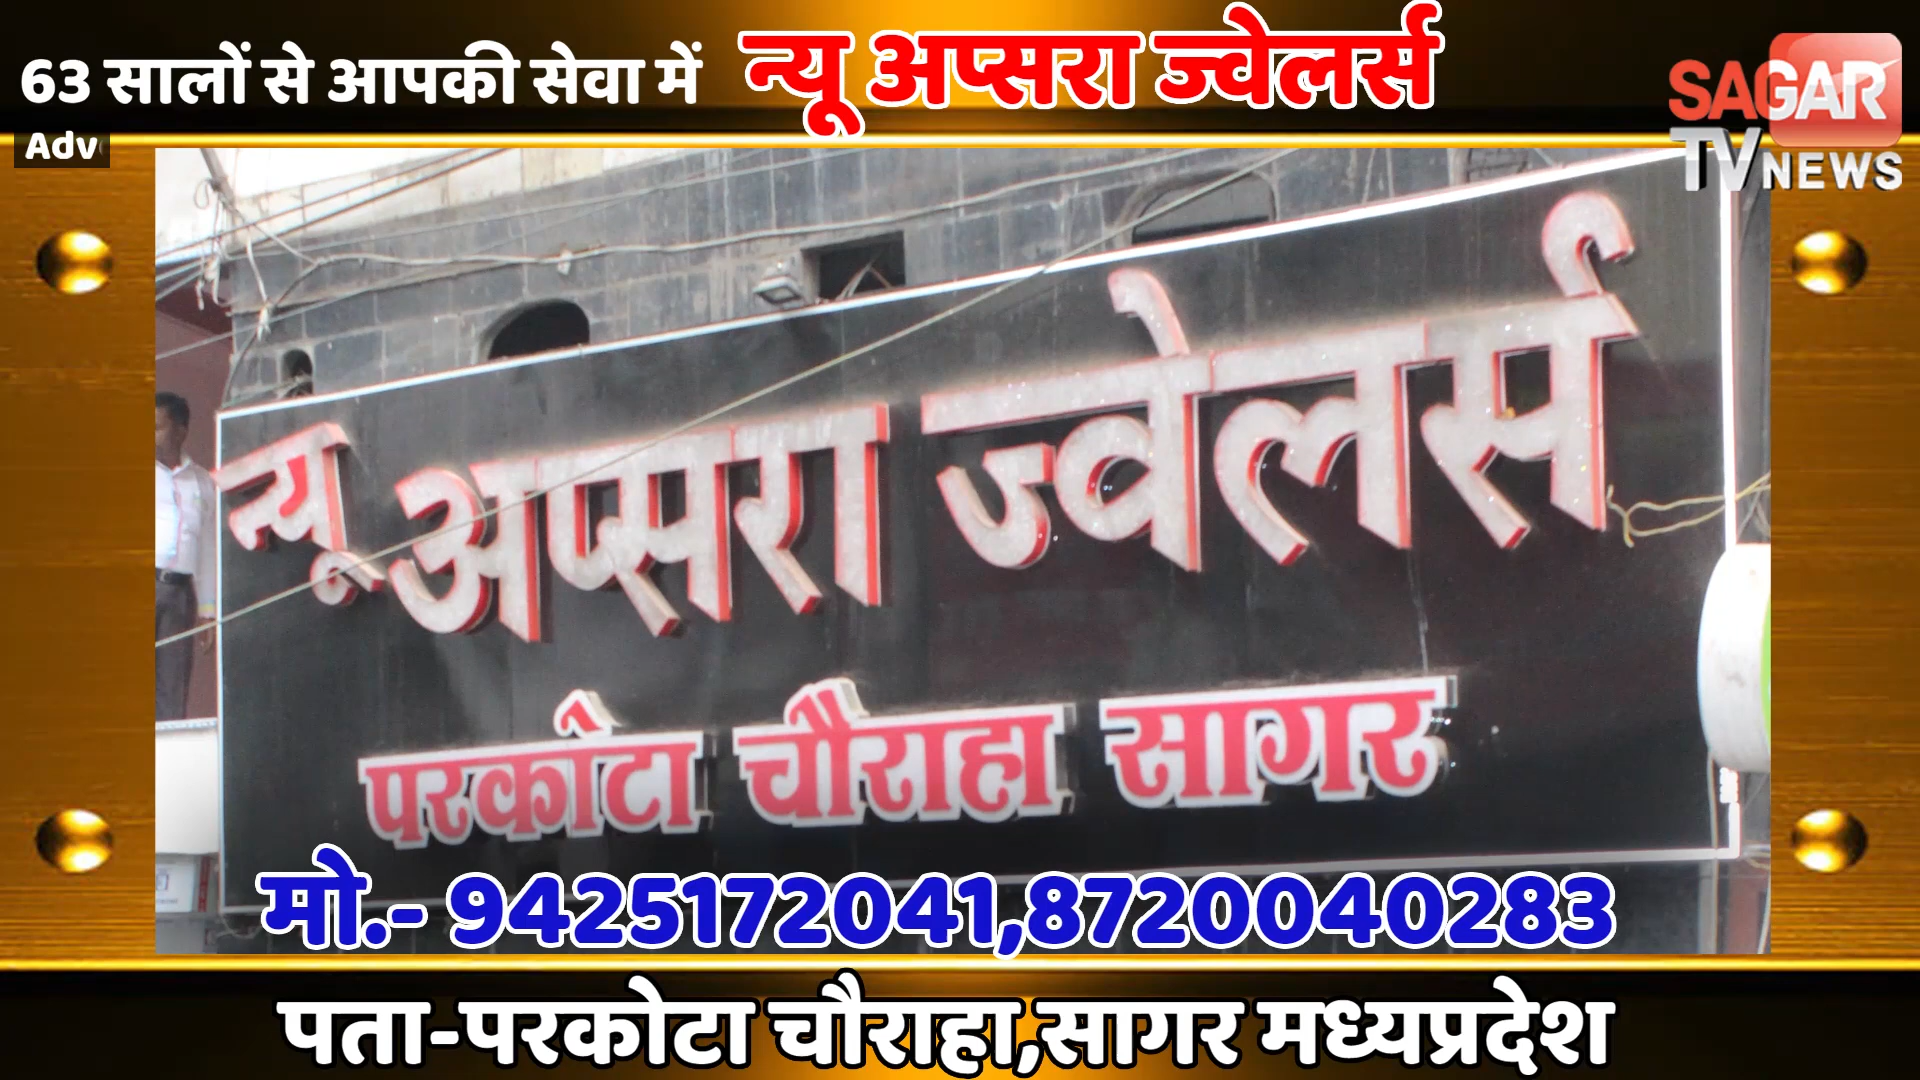 63 सालों से आपकी सेवा में न्यू अप्सरा ज्वेलर्स
SAGAR
TV NEWS
Adv
न्यू अप्सरा ज्वेलर्स
परकोटा चौराहा सागर
मो.- 9425172041,8720040283
पता-परकोटा चौराहा,सागर मध्यप्रदेश